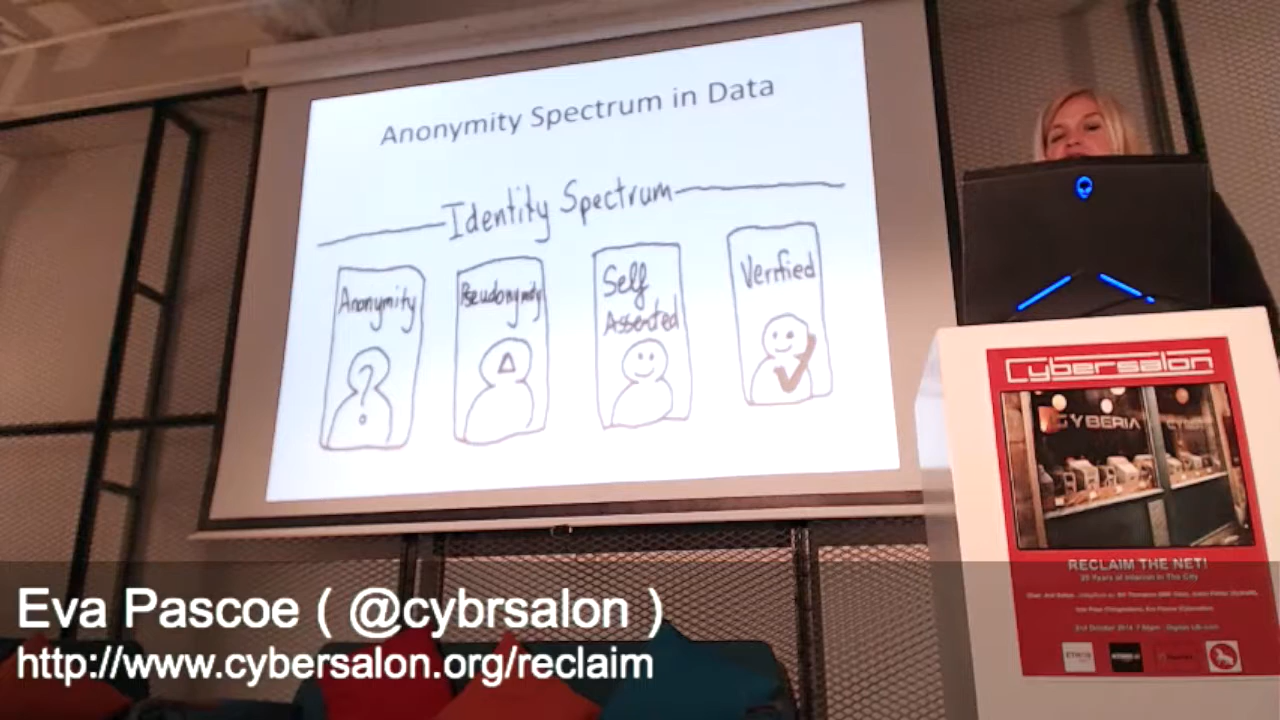 Anonymity Spectrum in Data
Identity Spectrum
Anonymity
Pseudonymity
Self
Asserted
Verified
?
Cybersalon
CYBERIA
RECLAIM THE NET!
20 Years of Internet In The City
Eva Pascoe ( @cybrsalon )
http://www.cybersalon.org/reclaim